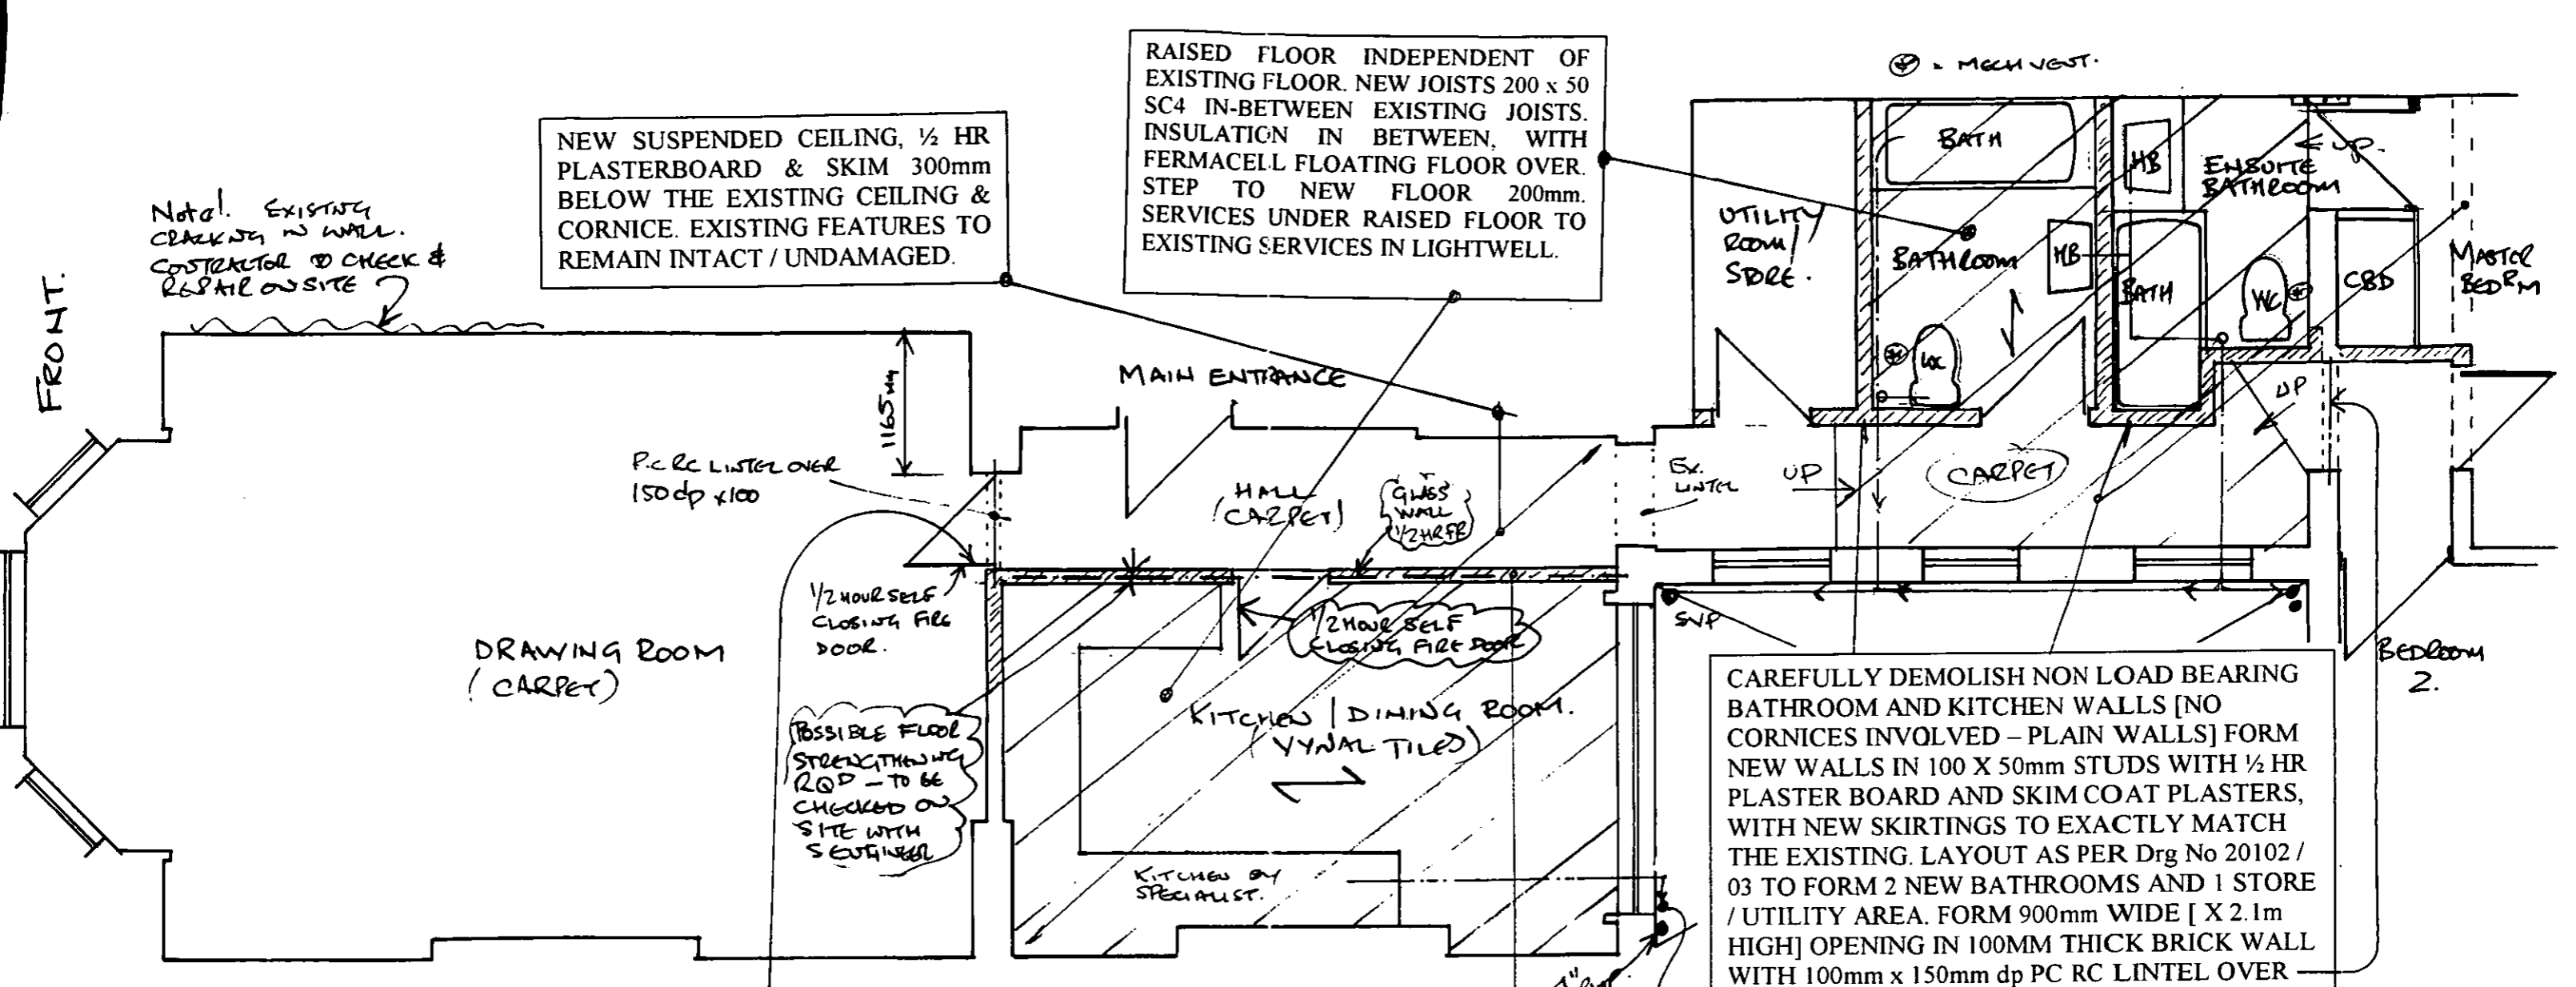 RAISED FLOOR INDEPENDENT OF
EXISTING FLOOR. NEW JOISTS 200 x 50
SC4 IN-BETWEEN EXISTING JOISTS.
INSULATION IN BETWEEN, WITH
FERMACELL FLOATING FLOOR OVER.
STEP TO NEW FLOOR 200mm.
SERVICES UNDER RAISED FLOOR TO
EXISTING SERVICES IN LIGHTWELL.
= MECH VENT.
NEW SUSPENDED CEILING, ½ HR
PLASTERBOARD & SKIM 300mm
BELOW THE EXISTING CEILING &
CORNICE. EXISTING FEATURES TO
REMAIN INTACT / UNDAMAGED.
Note!. EXISTING
CRACKING IN WALL.
CONTRACTOR TO CHECK &
REPAIR ON SITE
FRONT.
1165mm
MAIN ENTRANCE
P.C RC LINTEL OVER
150dp x100
HALL
(CARPET)
GLASS
WALL
1/2 HR FR
EX.
LINTEL
UP
CARPET
UTILITY
ROOM/
STORE.
BATH
BATHROOM
HB
WC
HB
ENSUITE
BATHROOM
UP
BATH
WC
CBD
MASTER
BEDRM
UP
1/2 HOUR SELF
CLOSING FIRE
DOOR.
1/2 HOUR SELF
CLOSING FIRE DOOR
DRAWING ROOM
(CARPET)
POSSIBLE FLOOR
STRENGTHENING
RQD - TO BE
CHECKED ON
SITE WITH
S ENGINEER
KITCHEN / DINING ROOM.
(VYNAL TILED)
KITCHEN BY
SPECIALIST.
SVP
BEDROOM
2.
CAREFULLY DEMOLISH NON LOAD BEARING
BATHROOM AND KITCHEN WALLS [NO
CORNICES INVOLVED – PLAIN WALLS] FORM
NEW WALLS IN 100 X 50mm STUDS WITH ½ HR
PLASTER BOARD AND SKIM COAT PLASTERS,
WITH NEW SKIRTINGS TO EXACTLY MATCH
THE EXISTING. LAYOUT AS PER Drg No 20102 /
03 TO FORM 2 NEW BATHROOMS AND 1 STORE
/ UTILITY AREA. FORM 900mm WIDE [ X 2.1m
HIGH] OPENING IN 100MM THICK BRICK WALL
WITH 100mm x 150mm dp PC RC LINTEL OVER